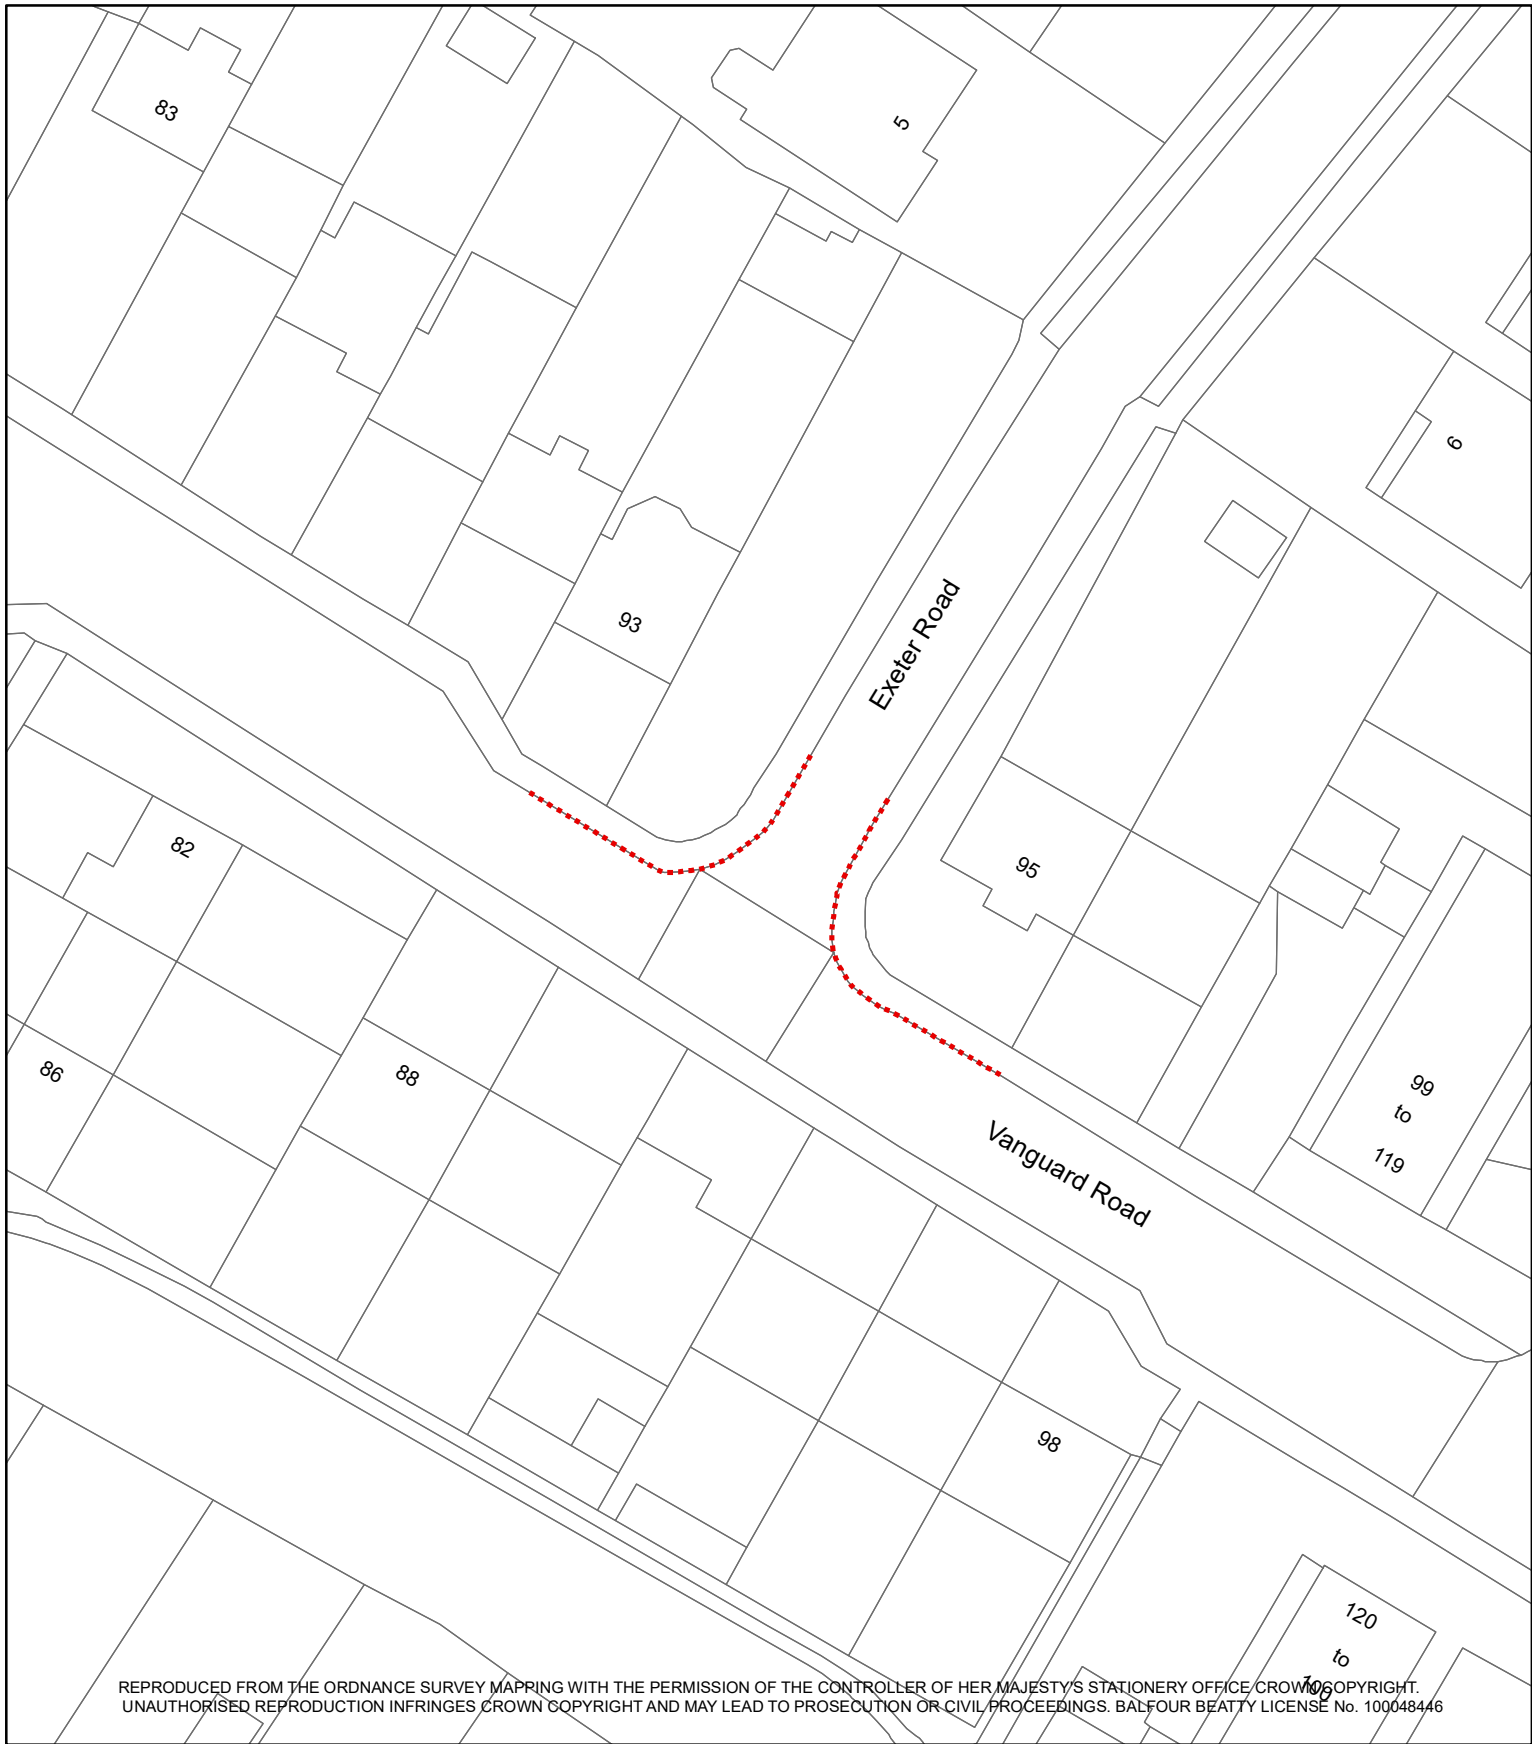 83
5
6
93
Exeter Road
82
95
86
88
99
to
119
Vanguard Road
98
120
to
106
REPRODUCED FROM THE ORDNANCE SURVEY MAPPING WITH THE PERMISSION OF THE CONTROLLER OF HER MAJESTY'S STATIONERY OFFICE CROWN COPYRIGHT.
UNAUTHORISED REPRODUCTION INFRINGES CROWN COPYRIGHT AND MAY LEAD TO PROSECUTION OR CIVIL PROCEEDINGS. BALFOUR BEATTY LICENSE No. 100048446